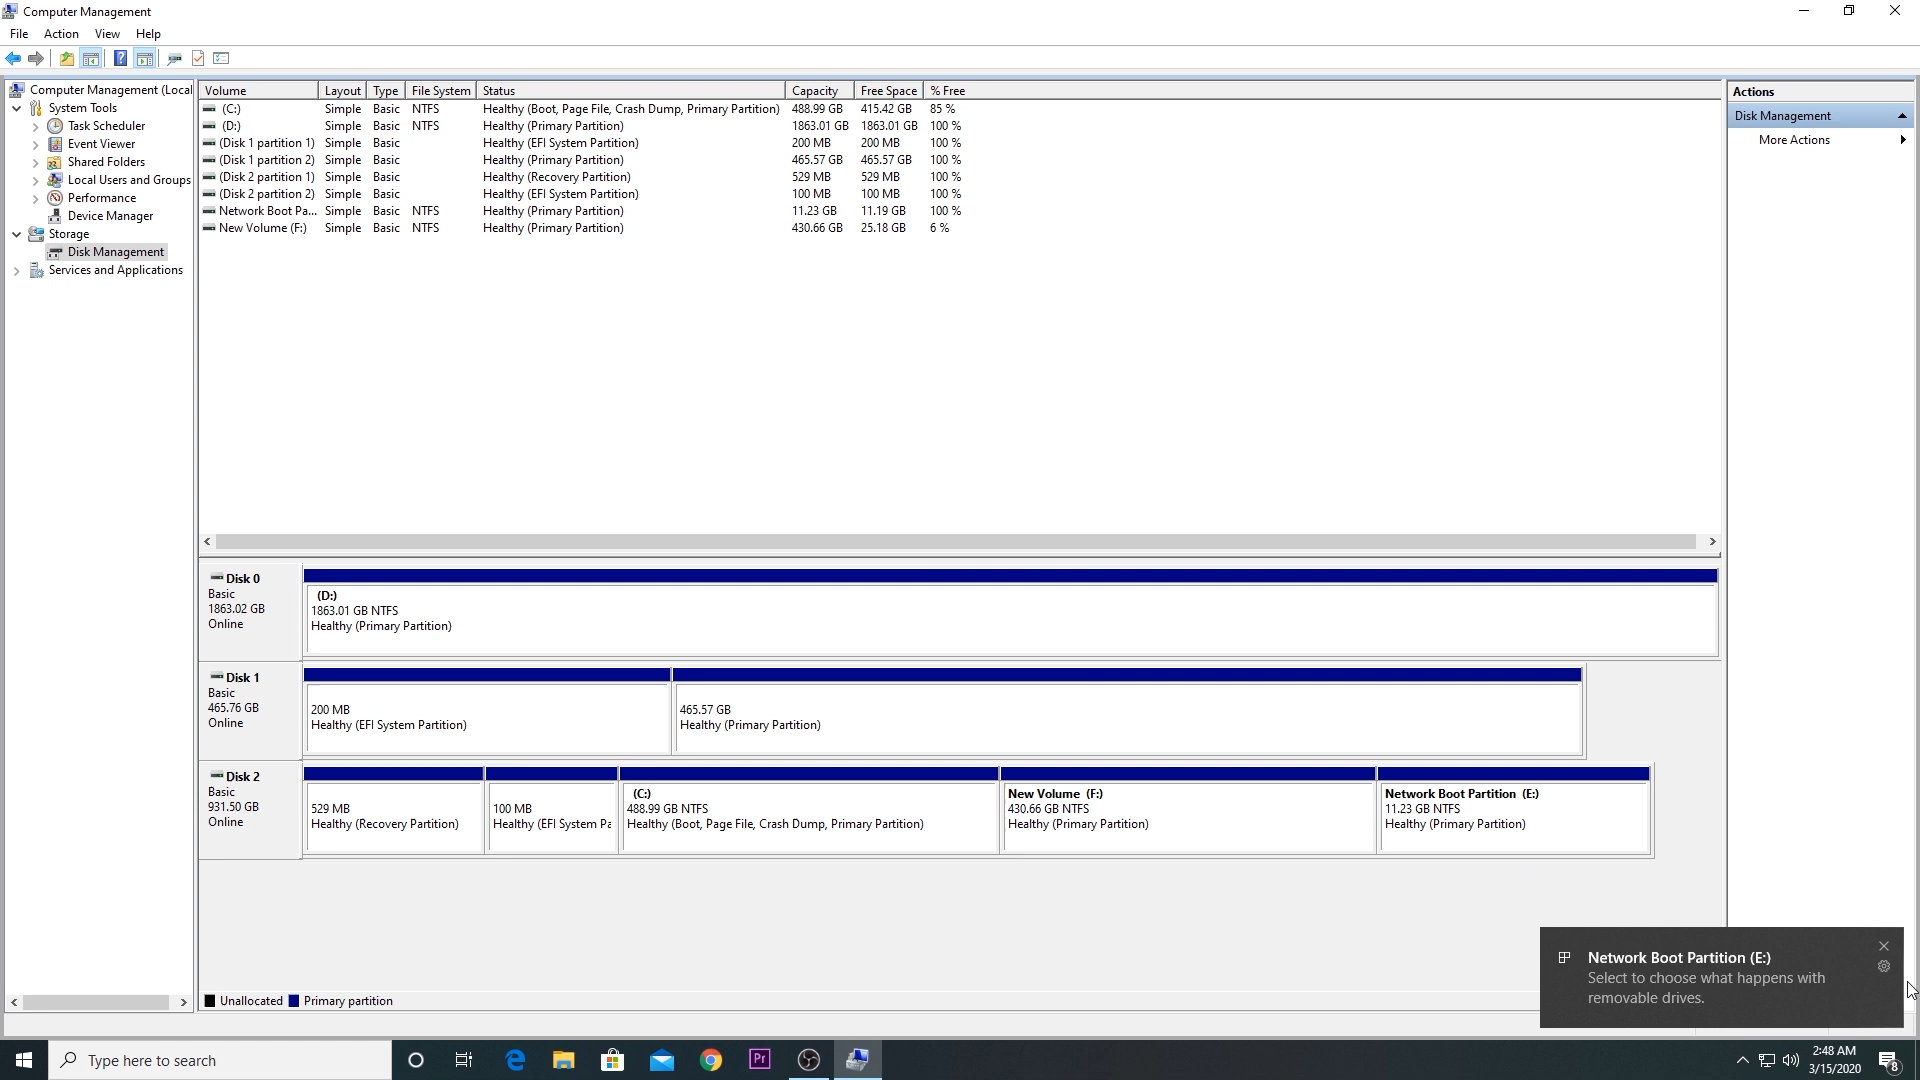 Computer Management
File Action View Help
Computer Management (Local
System Tools
Task Scheduler
Event Viewer
Shared Folders
Local Users and Groups
Performance
Device Manager
Storage
Disk Management
Services and Applications
Volume Layout Type File System Status Capacity Free Space % Free
(C:) Simple Basic NTFS Healthy (Boot, Page File, Crash Dump, Primary Partition) 488.99 GB 415.42 GB 85 %
(D:) Simple Basic NTFS Healthy (Primary Partition) 1863.01 GB 1863.01 GB 100 %
(Disk 1 partition 1) Simple Basic Healthy (EFI System Partition) 200 MB 200 MB 100 %
(Disk 1 partition 2) Simple Basic Healthy (Primary Partition) 465.57 GB 465.57 GB 100 %
(Disk 2 partition 1) Simple Basic Healthy (Recovery Partition) 529 MB 529 MB 100 %
(Disk 2 partition 2) Simple Basic Healthy (EFI System Partition) 100 MB 100 MB 100 %
Network Boot Pa... Simple Basic NTFS Healthy (Primary Partition) 11.23 GB 11.19 GB 100 %
New Volume (F:) Simple Basic NTFS Healthy (Primary Partition) 430.66 GB 25.18 GB 6 %
Actions
Disk Management
More Actions
Disk 0
Basic
1863.02 GB
Online
(D:)
1863.01 GB NTFS
Healthy (Primary Partition)
Disk 1
Basic
465.76 GB
Online
200 MB
Healthy (EFI System Partition)
465.57 GB
Healthy (Primary Partition)
Disk 2
Basic
931.50 GB
Online
529 MB
Healthy (Recovery Partition)
100 MB
Healthy (EFI System Pa
(C:)
488.99 GB NTFS
Healthy (Boot, Page File, Crash Dump, Primary Partition)
New Volume (F:)
430.66 GB NTFS
Healthy (Primary Partition)
Network Boot Partition (E:)
11.23 GB NTFS
Healthy (Primary Partition)
Unallocated Primary partition
Network Boot Partition (E:)
Select to choose what happens with
removable drives.
Type here to search
Pr
2:48 AM
3/15/2020
8